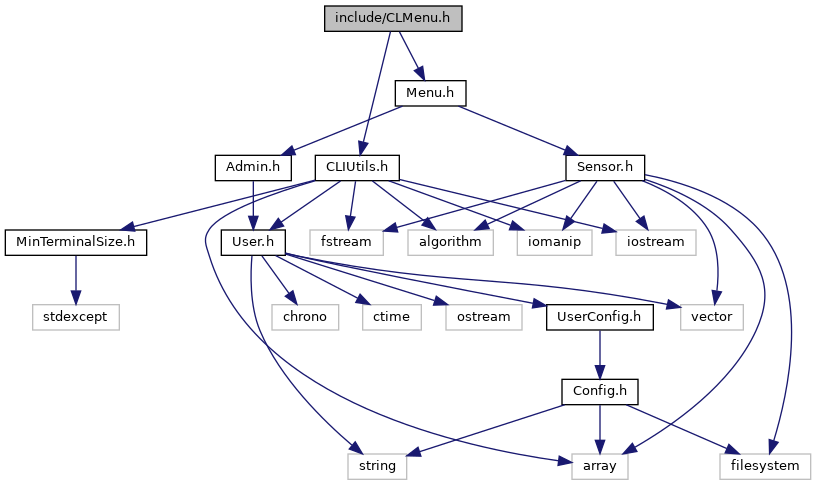 include/CLMenu.h
Menu.h
Admin.h
CLIUtils.h
Sensor.h
MinTerminalSize.h
User.h
fstream
algorithm
iomanip
iostream
stdexcept
chrono
ctime
ostream
UserConfig.h
vector
Config.h
string
array
filesystem